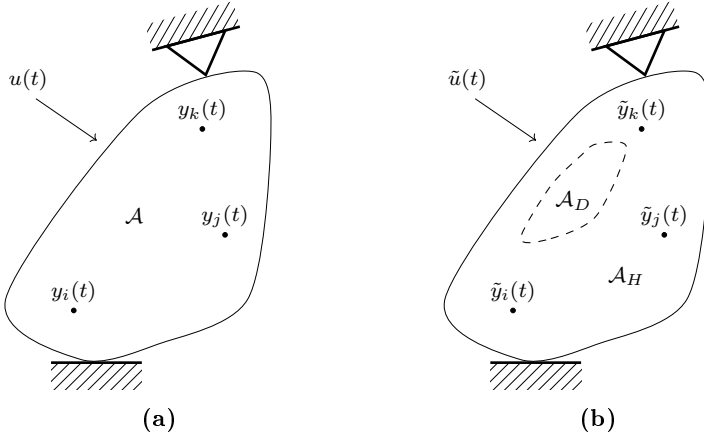 u(t)
y_k(t)
𝒜
y_j(t)
y_i(t)
(a)
ũ(t)
ỹ_k(t)
𝒜_D
ỹ_j(t)
𝒜_H
ỹ_i(t)
(b)